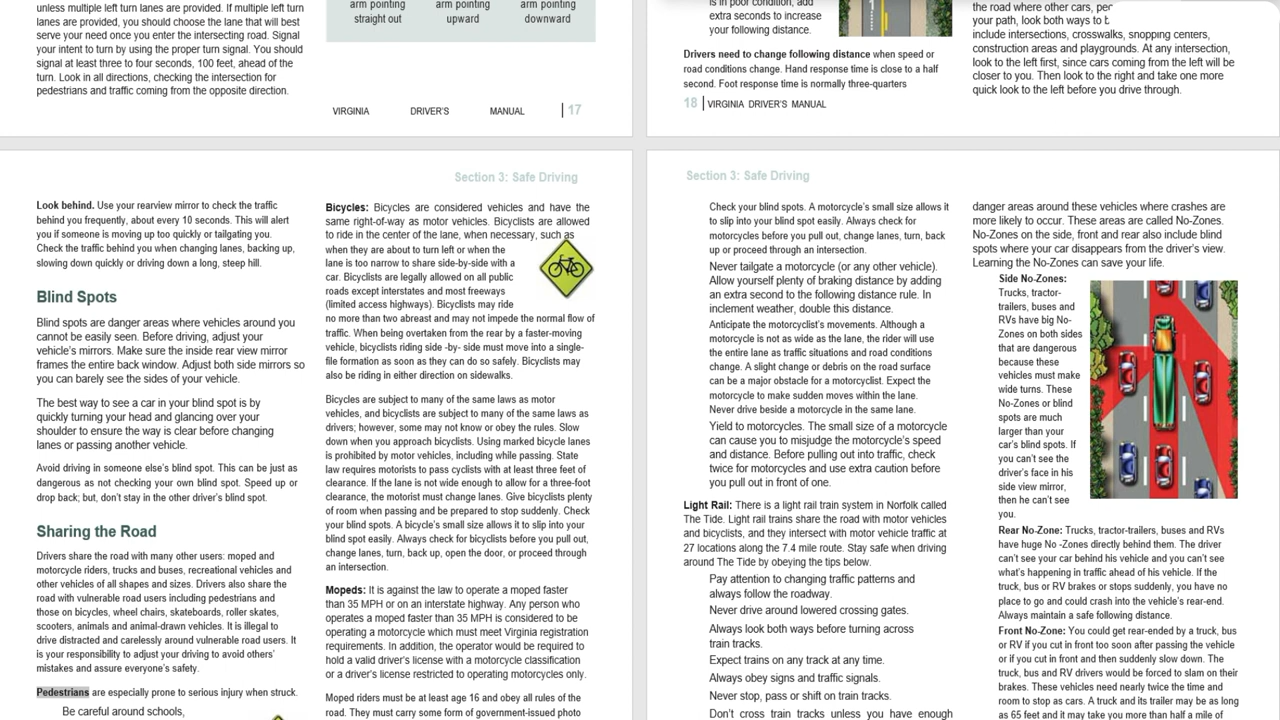 unless multiple left turn lanes are provided. If multiple left turn
lanes are provided, you should choose the lane that will best
serve your need once you enter the intersecting road. Signal
your intent to turn by using the proper turn signal. You should
signal at least three to four seconds, 100 feet, ahead of the
turn. Look in all directions, checking the intersection for
pedestrians and traffic coming from the opposite direction.
arm pointing
straight out
arm pointing
upward
arm pointing
downward
VIRGINIA DRIVER'S MANUAL 17
is in poor condition, add
extra seconds to increase
your following distance.
Drivers need to change following distance when speed or
road conditions change. Hand response time is close to a half
second. Foot response time is normally three-quarters
18 VIRGINIA DRIVER'S MANUAL
the road where other cars,
your path, look both ways to
include intersections, crosswalks, snopping centers,
construction areas and playgrounds. At any intersection,
look to the left first, since cars coming from the left will be
closer to you. Then look to the right and take one more
quick look to the left before you drive through.
Section 3: Safe Driving
Look behind. Use your rearview mirror to check the traffic
behind you frequently, about every 10 seconds. This will alert
you if someone is moving up too quickly or tailgating you.
Check the traffic behind you when changing lanes, backing up,
slowing down quickly or driving down a long, steep hill.
Blind Spots
Blind spots are danger areas where vehicles around you
cannot be easily seen. Before driving, adjust your
vehicle's mirrors. Make sure the inside rear view mirror
frames the entire back window. Adjust both side mirrors so
you can barely see the sides of your vehicle.
The best way to see a car in your blind spot is by
quickly turning your head and glancing over your
shoulder to ensure the way is clear before changing
lanes or passing another vehicle.
Avoid driving in someone else's blind spot. This can be just as
dangerous as not checking your own blind spot. Speed up or
drop back; but, don't stay in the other driver's blind spot.
Sharing the Road
Drivers share the road with many other users: moped and
motorcycle riders, trucks and buses, recreational vehicles and
other vehicles of all shapes and sizes. Drivers also share the
road with vulnerable road users including pedestrians and
those on bicycles, wheel chairs, skateboards, roller skates,
scooters, animals and animal-drawn vehicles. It is illegal to
drive distracted and carelessly around vulnerable road users. It
is your responsibility to adjust your driving to avoid others'
mistakes and assure everyone's safety.
Pedestrians are especially prone to serious injury when struck.
Be careful around schools,
Bicycles: Bicycles are considered vehicles and have the
same right-of-way as motor vehicles. Bicyclists are allowed
to ride in the center of the lane, when necessary, such as
when they are about to turn left or when the
lane is too narrow to share side-by-side with a
car. Bicyclists are legally allowed on all public
roads except interstates and most freeways
(limited access highways). Bicyclists may ride
no more than two abreast and may not impede the normal flow of
traffic. When being overtaken from the rear by a faster-moving
vehicle, bicyclists riding side -by- side must move into a single-
file formation as soon as they can do so safely. Bicyclists may
also be riding in either direction on sidewalks.
Bicycles are subject to many of the same laws as motor
vehicles, and bicyclists are subject to many of the same laws as
drivers; however, some may not know or obey the rules. Slow
down when you approach bicyclists. Using marked bicycle lanes
is prohibited by motor vehicles, including while passing. State
law requires motorists to pass cyclists with at least three feet of
clearance. If the lane is not wide enough to allow for a three-foot
clearance, the motorist must change lanes. Give bicyclists plenty
of room when passing and be prepared to stop suddenly. Check
your blind spots. A bicycle's small size allows it to slip into your
blind spot easily. Always check for bicyclists before you pull out,
change lanes, turn, back up, open the door, or proceed through
an intersection.
Mopeds: It is against the law to operate a moped faster
than 35 MPH or on an interstate highway. Any person who
operates a moped faster than 35 MPH is considered to be
operating a motorcycle which must meet Virginia registration
requirements. In addition, the operator would be required to
hold a valid driver's license with a motorcycle classification
or a driver's license restricted to operating motorcycles only.
Moped riders must be at least age 16 and obey all rules of the
road. They must carry some form of government-issued photo
Section 3: Safe Driving
Check your blind spots. A motorcycle's small size allows it
to slip into your blind spot easily. Always check for
motorcycles before you pull out, change lanes, turn, back
up or proceed through an intersection.
Never tailgate a motorcycle (or any other vehicle).
Allow yourself plenty of braking distance by adding
an extra second to the following distance rule. In
inclement weather, double this distance.
Anticipate the motorcyclist's movements. Although a
motorcycle is not as wide as the lane, the rider will use
the entire lane as traffic situations and road conditions
change. A slight change or debris on the road surface
can be a major obstacle for a motorcyclist. Expect the
motorcycle to make sudden moves within the lane.
Never drive beside a motorcycle in the same lane.
Yield to motorcycles. The small size of a motorcycle
can cause you to misjudge the motorcycle's speed
and distance. Before pulling out into traffic, check
twice for motorcycles and use extra caution before
you pull out in front of one.
Light Rail: There is a light rail train system in Norfolk called
The Tide. Light rail trains share the road with motor vehicles
and bicyclists, and they intersect with motor vehicle traffic at
27 locations along the 7.4 mile route. Stay safe when driving
around The Tide by obeying the tips below.
Pay attention to changing traffic patterns and
always follow the roadway.
Never drive around lowered crossing gates.
Always look both ways before turning across
train tracks.
Expect trains on any track at any time.
Always obey signs and traffic signals.
Never stop, pass or shift on train tracks.
Don't cross train tracks unless you have enough
danger areas around these vehicles where crashes are
more likely to occur. These areas are called No-Zones.
No-Zones on the side, front and rear also include blind
spots where your car disappears from the driver's view.
Learning the No-Zones can save your life.
Side No-Zones:
Trucks, tractor-
trailers, buses and
RVs have big No-
Zones on both sides
that are dangerous
because these
vehicles must make
wide turns. These
No-Zones or blind
spots are much
larger than your
car's blind spots. If
you can't see the
driver's face in his
side view mirror,
then he can't see
you.
Rear No-Zone: Trucks, tractor-trailers, buses and RVs
have huge No -Zones directly behind them. The driver
can't see your car behind his vehicle and you can't see
what's happening in traffic ahead of his vehicle. If the
truck, bus or RV brakes or stops suddenly, you have no
place to go and could crash into the vehicle's rear-end.
Always maintain a safe following distance.
Front No-Zone: You could get rear-ended by a truck, bus
or RV if you cut in front too soon after passing the vehicle
or if you cut in front and then suddenly slow down. The
truck, bus or RV drivers would be forced to slam on their
brakes. These vehicles need nearly twice the time and
room to stop as cars. A truck and its trailer may be as long
as 65 feet and it may take you more than half a mile of